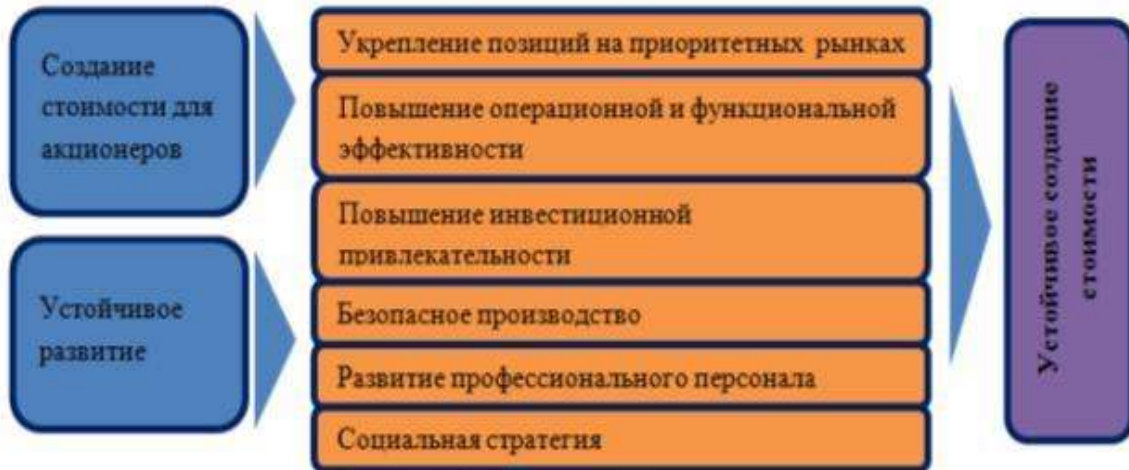 Создание
стоимости для
акционеров
Устойчивое
развитие
Укрепление позиций на приоритетных рынках
Повышение операционной и функциональной
эффективности
Повышение инвестиционной
привлекательности
Безопасное производство
Развитие профессионального персонала
Социальная стратегия
Устойчивое создание
стоимости